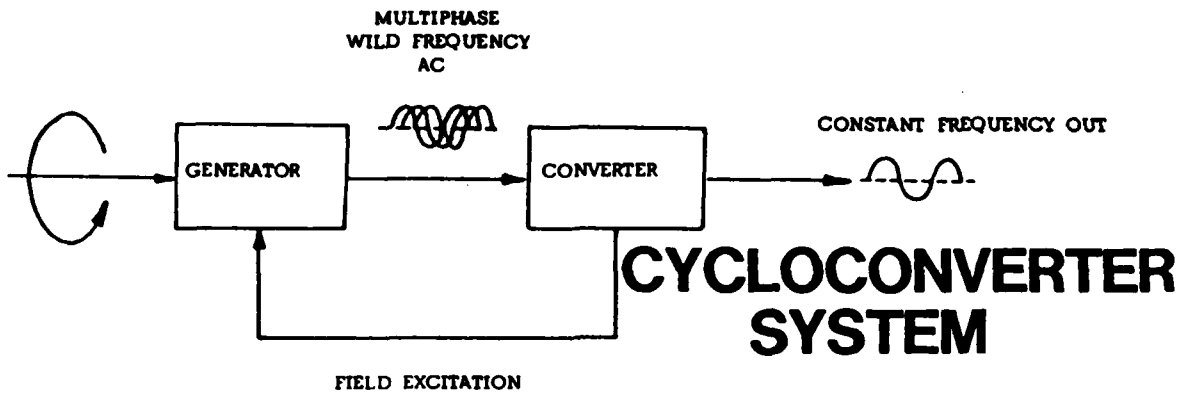 MULTIPHASE
WILD FREQUENCY
AC
CONSTANT FREQUENCY OUT
GENERATOR
CONVERTER
CYCLOCONVERTER
SYSTEM
FIELD EXCITATION